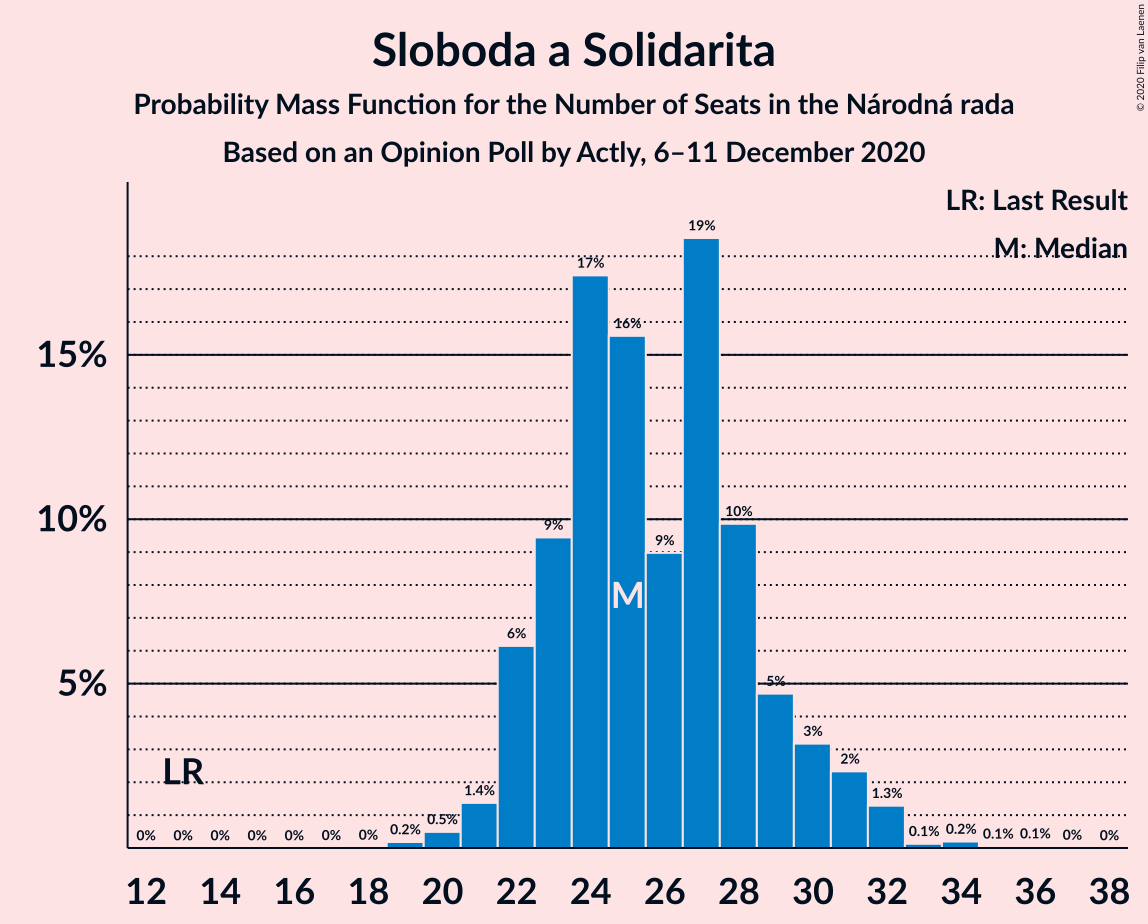 Sloboda a Solidarita
Probability Mass Function for the Number of Seats in the Národná rada
Based on an Opinion Poll by Actly, 6–11 December 2020
© 2020 Filip van Laenen
LR: Last Result
M: Median
19%
17%
16%
15%
10%
9%
10%
9%
M
6%
5%
5%
3%
2%
LR
1.4%
1.3%
0% 0% 0% 0% 0% 0% 0% 0.2% 0.5% 0.1% 0.2% 0.1% 0.1% 0% 0%
12 14 16 18 20 22 24 26 28 30 32 34 36 38